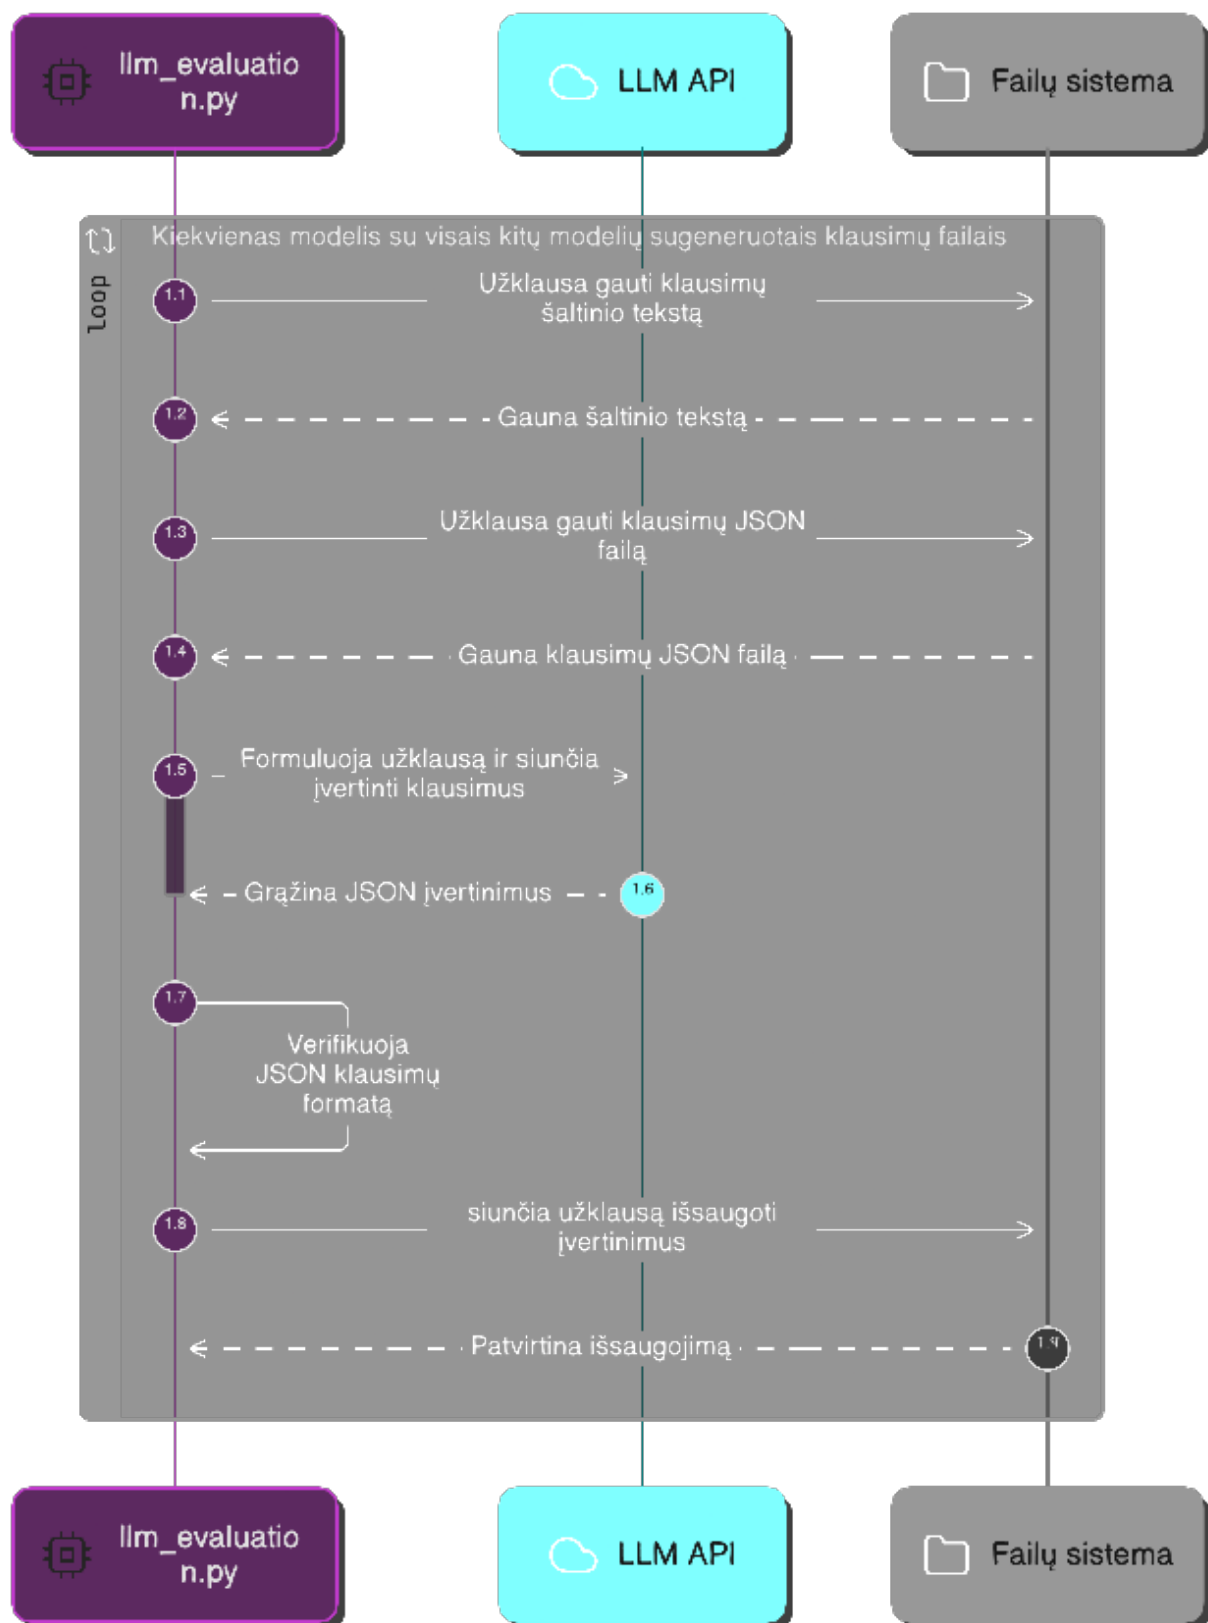 llm_evaluatio
n.py
LLM API
Failų sistema
loop
Kiekvienas modelis su visais kitų modelių sugeneruotais klausimų failais
1.1
Užklausa gauti klausimų
šaltinio tekstą
1.2
Gauna šaltinio tekstą
1.3
Užklausa gauti klausimų JSON
failą
1.4
Gauna klausimų JSON failą
1.5
Formuluoja užklausą ir siunčia
įvertinti klausimus
Grąžina JSON įvertinimus
1.6
1.7
Verifikuoja
JSON klausimų
formatą
1.8
siunčia užklausą išsaugoti
įvertinimus
Patvirtina išsaugojimą
1.9
llm_evaluatio
n.py
LLM API
Failų sistema